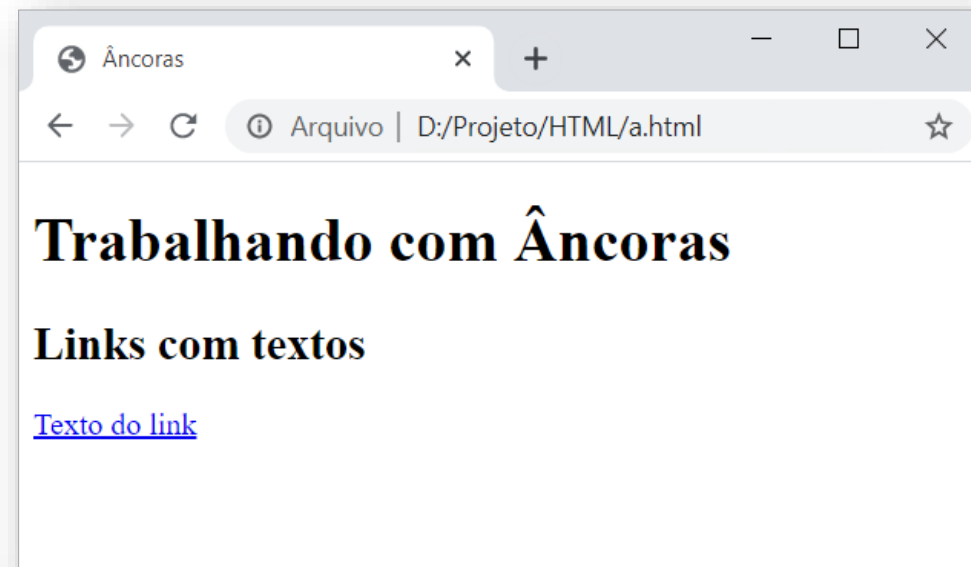 Âncoras
Arquivo | D:/Projeto/HTML/a.html
Trabalhando com Âncoras
Links com textos
Texto do link